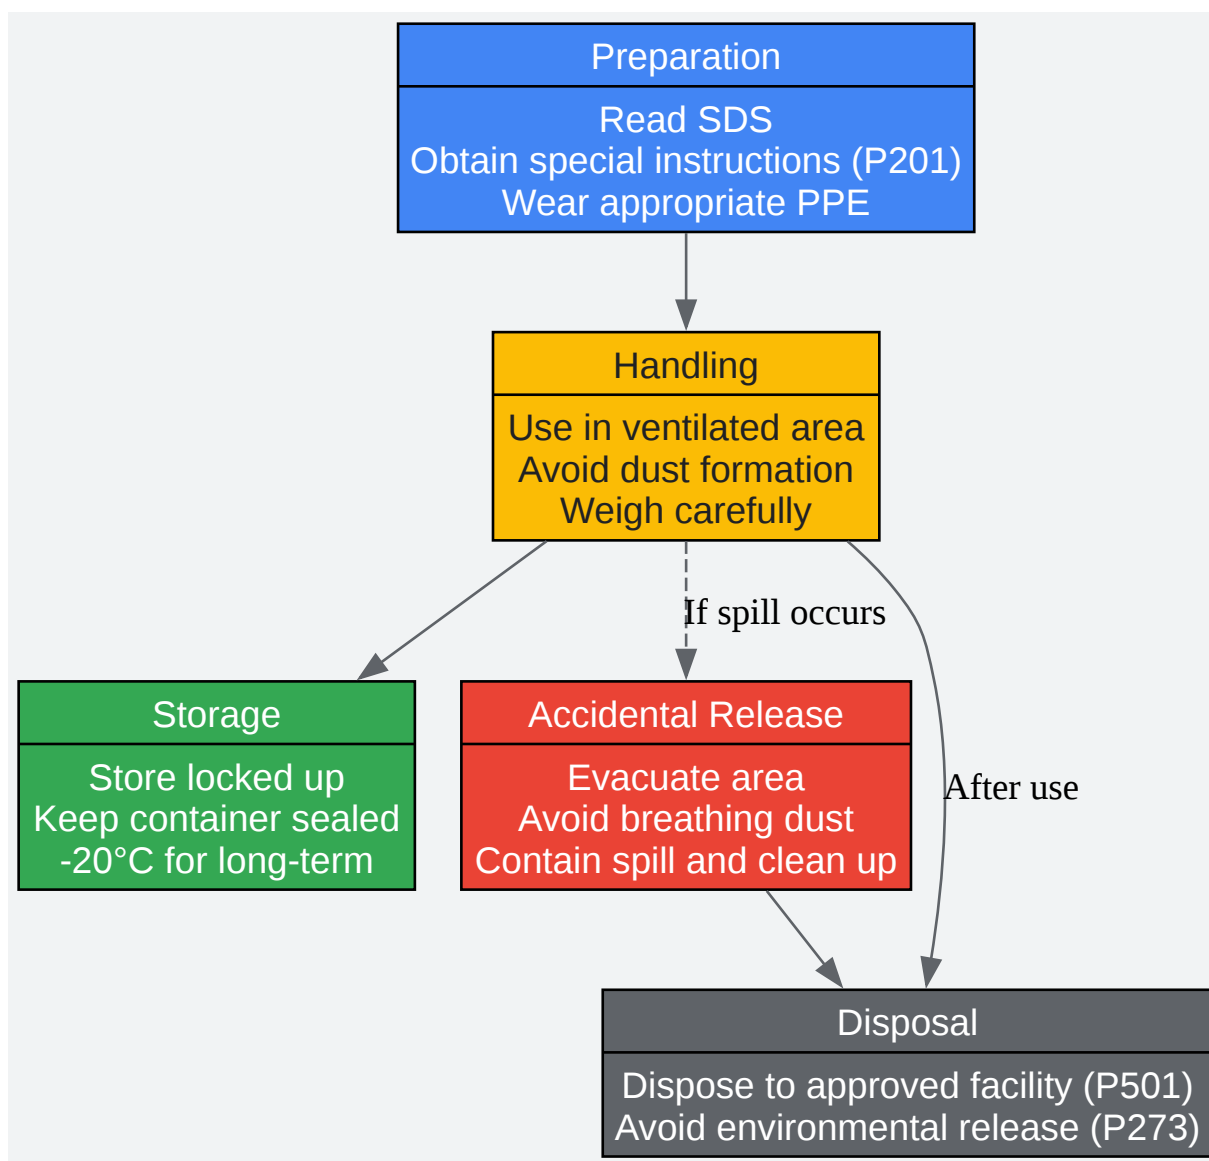 Preparation
Read SDS
Obtain special instructions (P201)
Wear appropriate PPE
Handling
Use in ventilated area
Avoid dust formation
Weigh carefully
If spill occurs
Storage
Store locked up
Keep container sealed
-20°C for long-term
Accidental Release
Evacuate area
Avoid breathing dust
Contain spill and clean up
After use
Disposal
Dispose to approved facility (P501)
Avoid environmental release (P273)